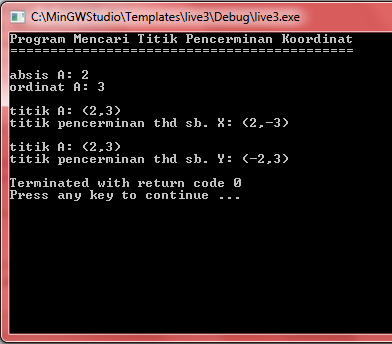 C:\MinGWStudio\Templates\live3\Debug\live3.exe
Program Mencari Titik Pencerminan Koordinat
===========================================
absis A: 2
ordinat A: 3
titik A: (2,3)
titik pencerminan thd sb. X: (2,-3)
titik A: (2,3)
titik pencerminan thd sb. Y: (-2,3)
Terminated with return code 0
Press any key to continue ...